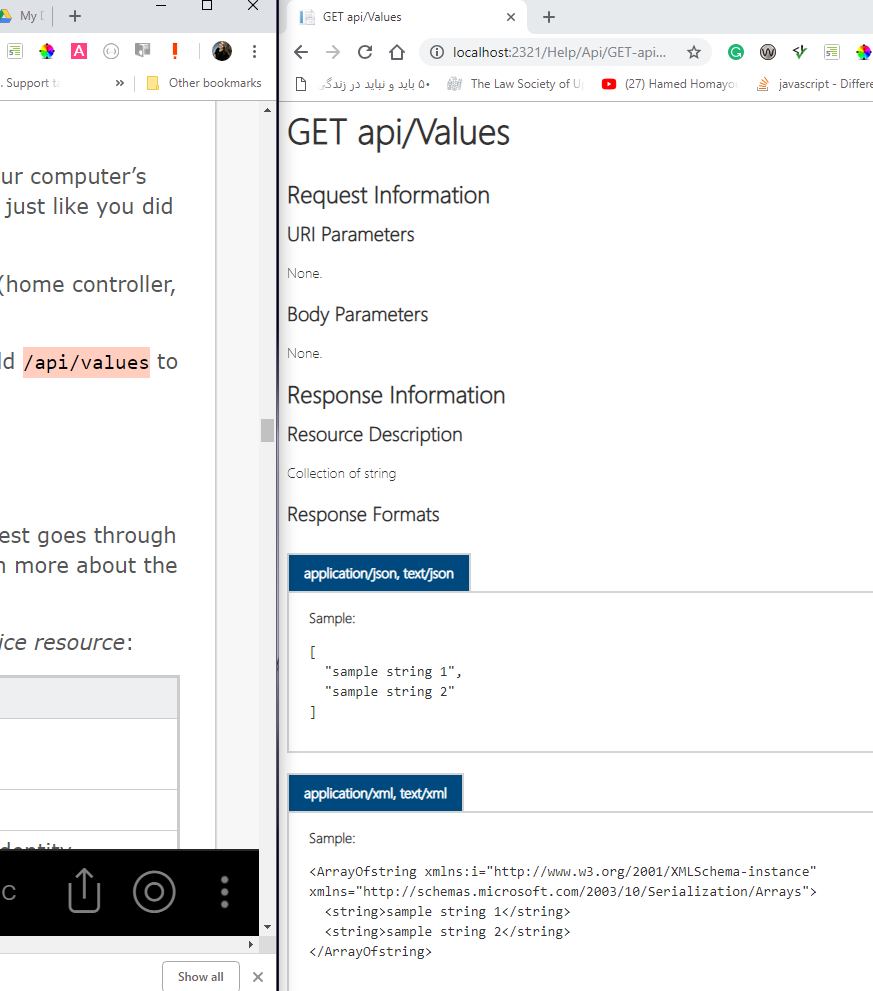 My D
GET api/Values
localhost:2321/Help/Api/GET-api...
. Support ta
»
Other bookmarks
۵۰ باید و نباید در زندگی
The Law Society of U
(27) Hamed Homayo
javascript - Differe
ur computer's
just like you did
(home controller,
ld /api/values to
est goes through
n more about the
ice resource:
dentity
C
Show all
GET api/Values
Request Information
URI Parameters
None.
Body Parameters
None.
Response Information
Resource Description
Collection of string
Response Formats
application/json, text/json
Sample:
[
"sample string 1",
"sample string 2"
]
application/xml, text/xml
Sample:
<ArrayOfstring xmlns:i="http://www.w3.org/2001/XMLSchema-instance"
xmlns="http://schemas.microsoft.com/2003/10/Serialization/Arrays">
<string>sample string 1</string>
<string>sample string 2</string>
</ArrayOfstring>